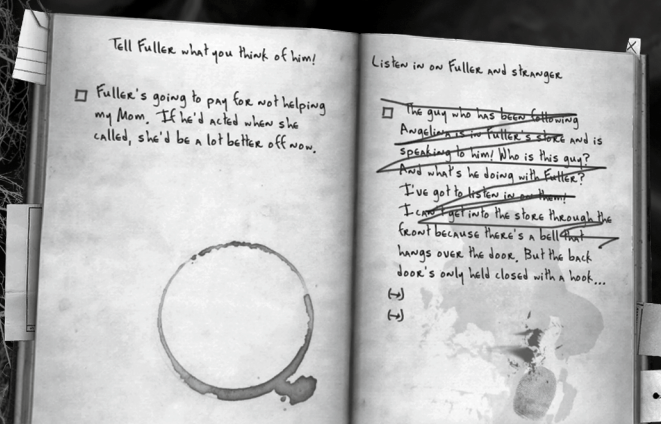 Tell Fuller what you think of him!
Fuller's going to pay for not helping
my Mom. If he'd acted when she
called, she'd be a lot better off now.
Listen in on Fuller and stranger
The guy who has been following
Angelina is in Fuller's store and is
speaking to him! Who is this guy?
And what's he doing with Fuller?
I've got to listen in on them!
I can't get into the store through the
front because there's a bell that
hangs over the door. But the back
door's only held closed with a hook...
(→)
(→)